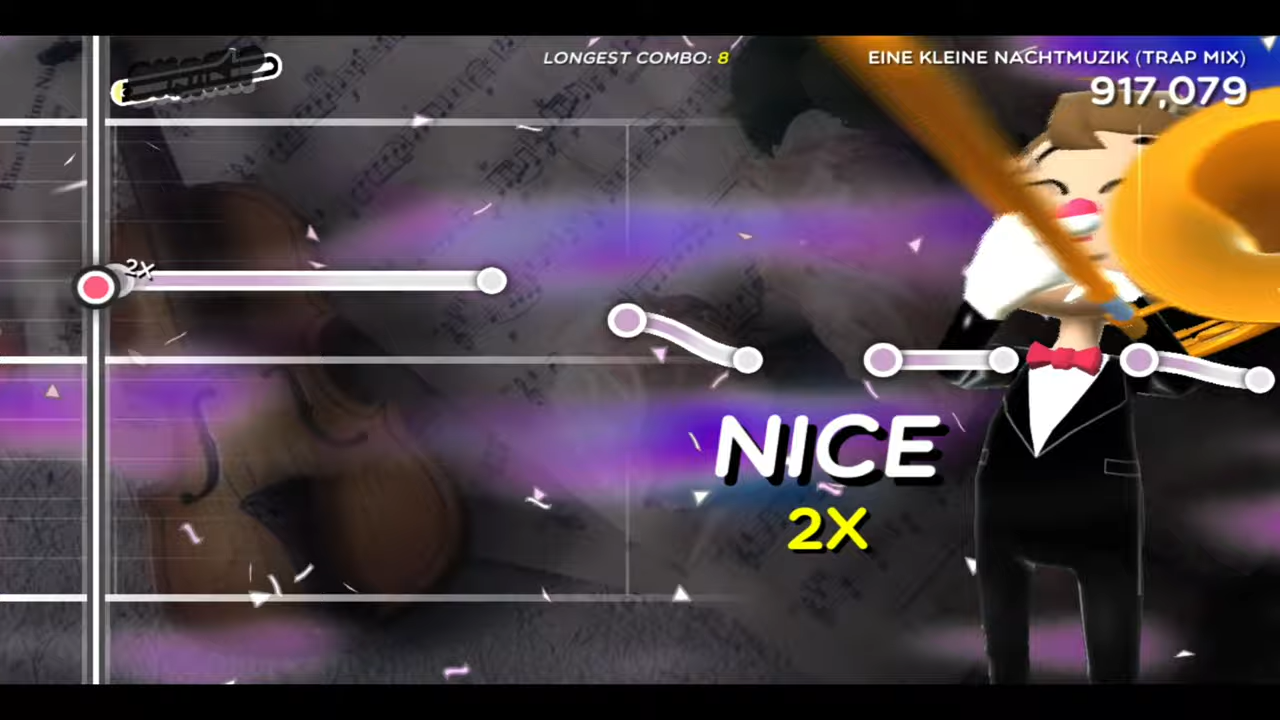 LONGEST COMBO: 8
EINE KLEINE NACHTMUZIK (TRAP MIX)
917,079
2X
NICE
2X